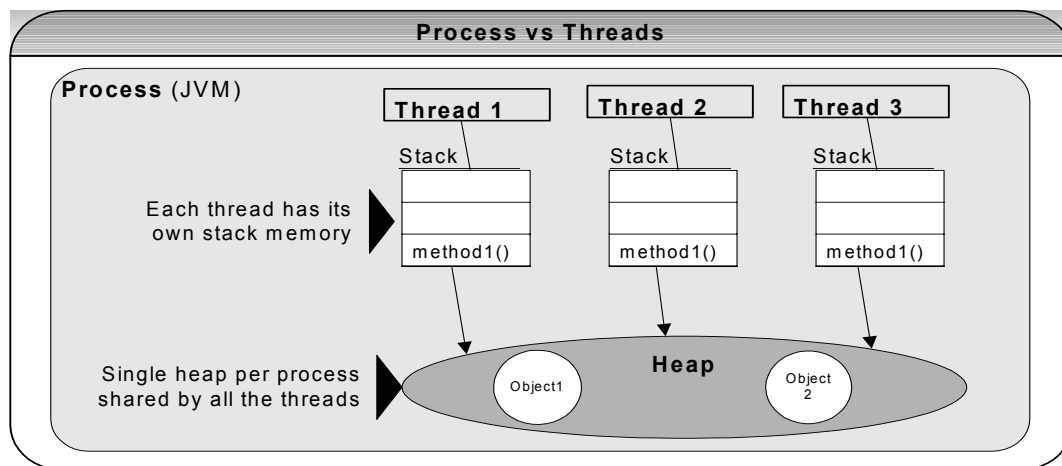 Process vs Threads
Process (JVM)
Thread 1
Thread 2
Thread 3
Stack
Stack
Stack
Each thread has its
own stack memory
method1()
method1()
method1()
Single heap per process
shared by all the threads
Heap
Object1
Object
2